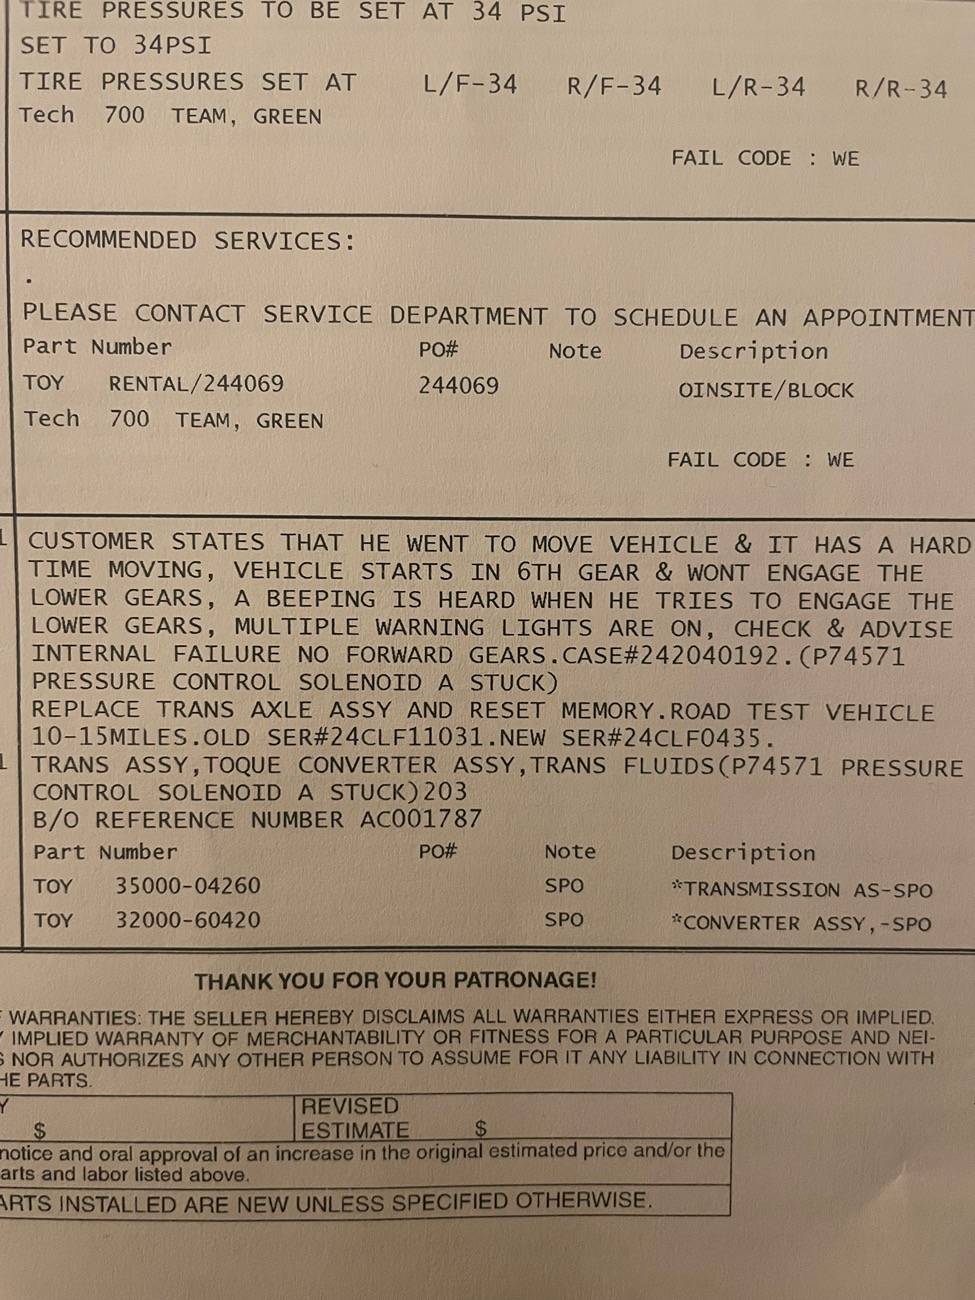 TIRE PRESSURES TO BE SET AT 34 PSI
SET TO 34PSI
TIRE PRESSURES SET AT L/F-34 R/F-34 L/R-34 R/R-34
Tech 700 TEAM, GREEN
FAIL CODE : WE
RECOMMENDED SERVICES:
.
PLEASE CONTACT SERVICE DEPARTMENT TO SCHEDULE AN APPOINTMENT
Part Number PO# Note Description
TOY RENTAL/244069 244069 OINSITE/BLOCK
Tech 700 TEAM, GREEN
FAIL CODE : WE
1 CUSTOMER STATES THAT HE WENT TO MOVE VEHICLE & IT HAS A HARD
TIME MOVING, VEHICLE STARTS IN 6TH GEAR & WONT ENGAGE THE
LOWER GEARS, A BEEPING IS HEARD WHEN HE TRIES TO ENGAGE THE
LOWER GEARS, MULTIPLE WARNING LIGHTS ARE ON, CHECK & ADVISE
INTERNAL FAILURE NO FORWARD GEARS.CASE#242040192.(P74571
PRESSURE CONTROL SOLENOID A STUCK)
REPLACE TRANS AXLE ASSY AND RESET MEMORY.ROAD TEST VEHICLE
10-15MILES.OLD SER#24CLF11031.NEW SER#24CLF0435.
1 TRANS ASSY,TOQUE CONVERTER ASSY,TRANS FLUIDS(P74571 PRESSURE
CONTROL SOLENOID A STUCK)203
B/O REFERENCE NUMBER AC001787
Part Number PO# Note Description
TOY 35000-04260 SPO *TRANSMISSION AS-SPO
TOY 32000-60420 SPO *CONVERTER ASSY,-SPO
THANK YOU FOR YOUR PATRONAGE!
WARRANTIES: THE SELLER HEREBY DISCLAIMS ALL WARRANTIES EITHER EXPRESS OR IMPLIED.
IMPLIED WARRANTY OF MERCHANTABILITY OR FITNESS FOR A PARTICULAR PURPOSE AND NEI-
NOR AUTHORIZES ANY OTHER PERSON TO ASSUME FOR IT ANY LIABILITY IN CONNECTION WITH
HE PARTS.
Y $ REVISED
ESTIMATE $
notice and oral approval of an increase in the original estimated price and/or the
arts and labor listed above.
ARTS INSTALLED ARE NEW UNLESS SPECIFIED OTHERWISE.